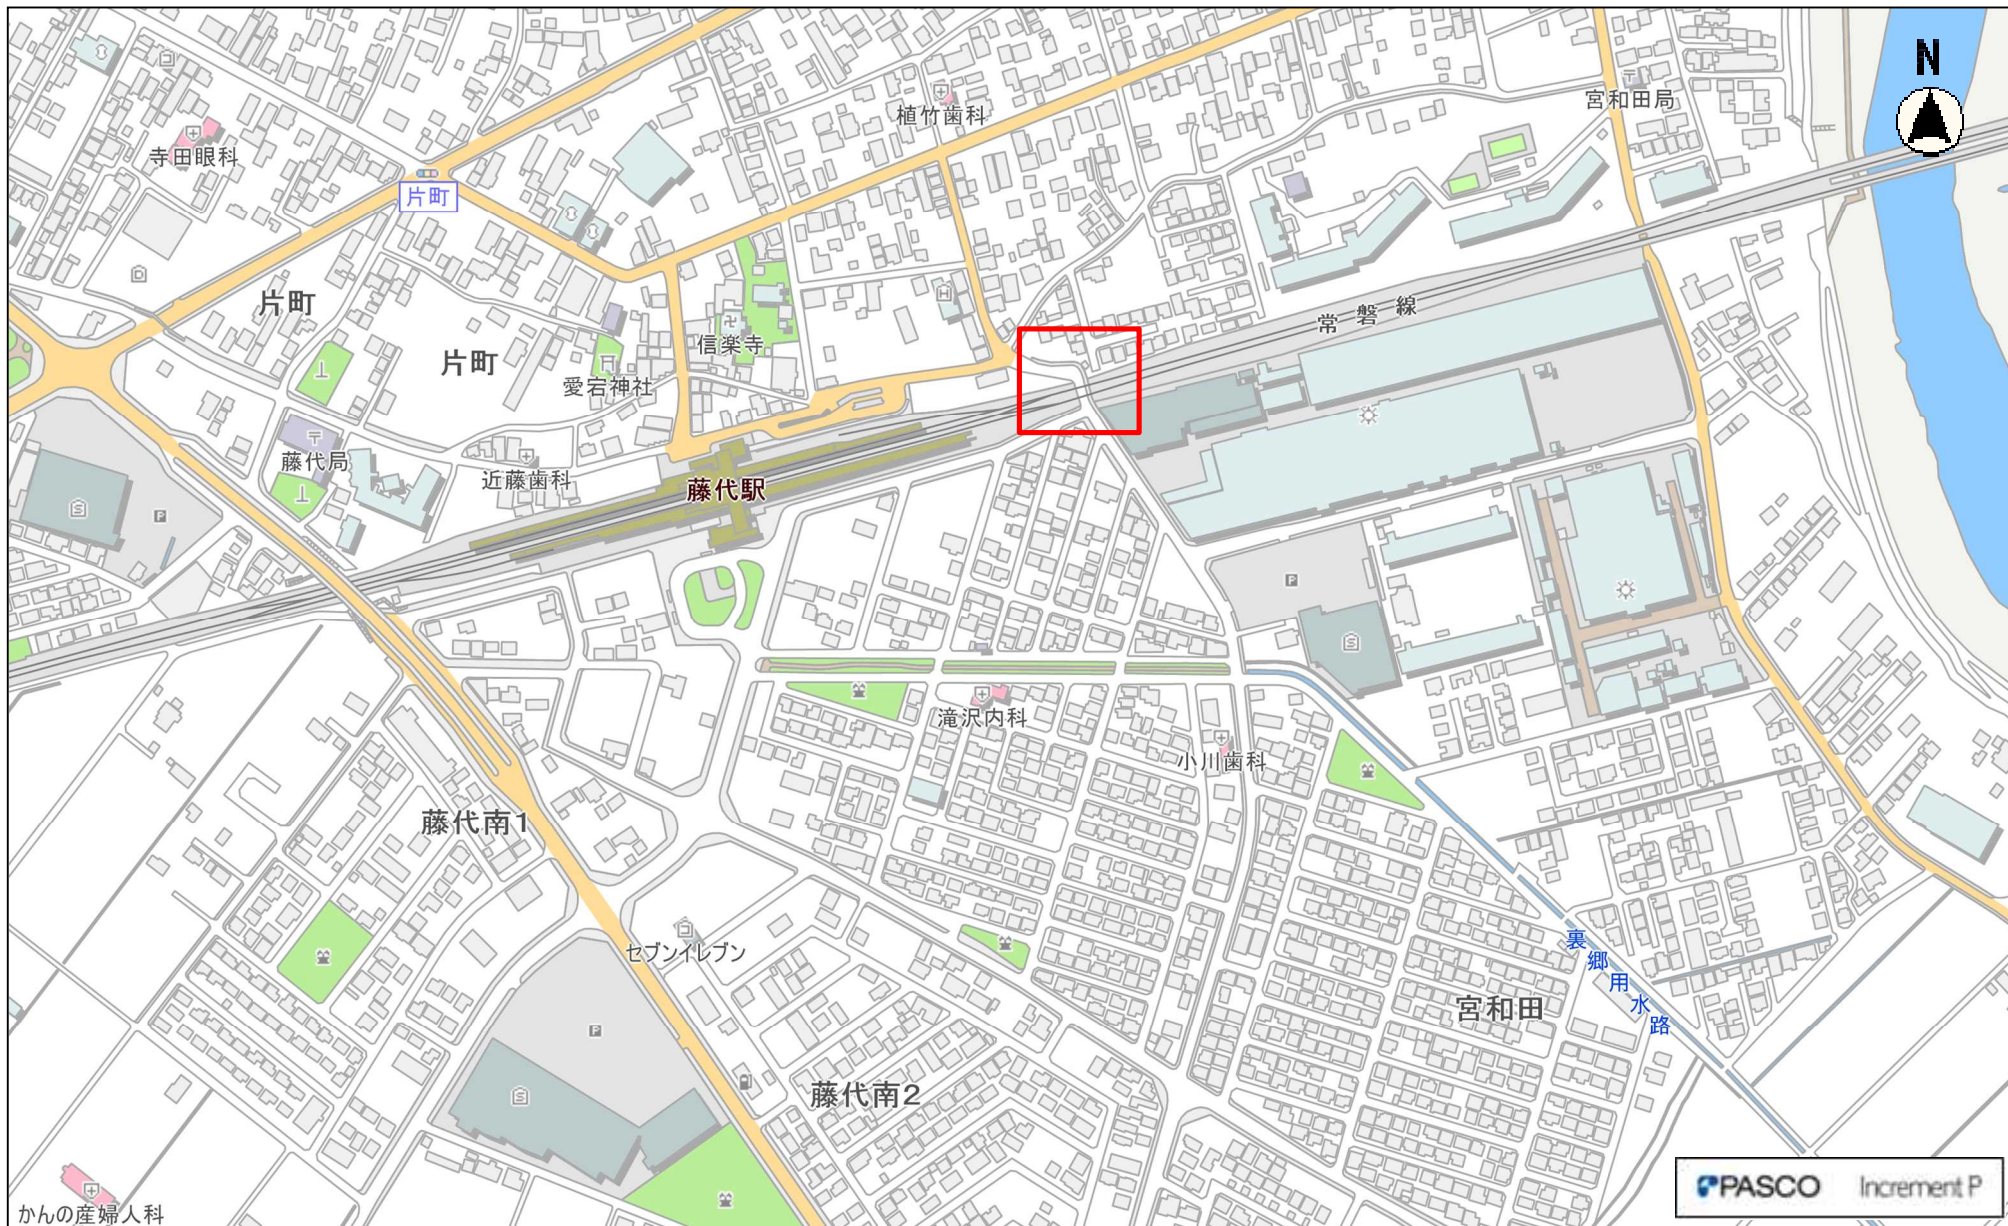 N
植竹歯科
宮和田局
寺田眼科
片町
片町
常磐線
信楽寺
片町
愛宕神社
藤代局
近藤歯科
藤代駅
滝沢内科
小川歯科
藤代南1
セブンイレブン
裏郷用水路
宮和田
藤代南2
かんの産婦人科
PASCO Increment P